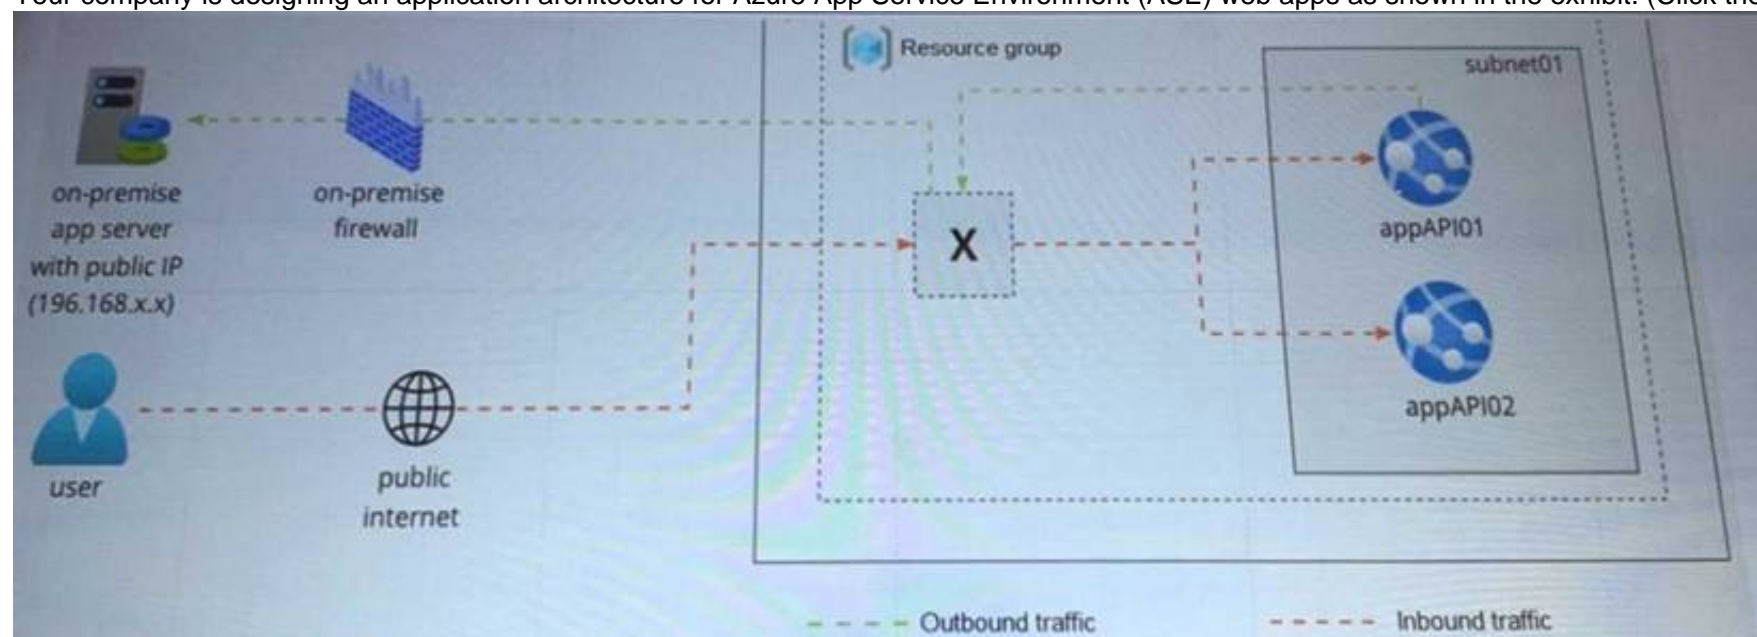 Your company is designing an application architecture for Azure App Service Environment (ASE) web apps as shown in the exhibit. (Click the
Resource group
subnet01
on-premise
app server
with public IP
(196.168.x.x)
on-premise
firewall
X
appAPI01
appAPI02
user
public
internet
Outbound traffic
Inbound traffic